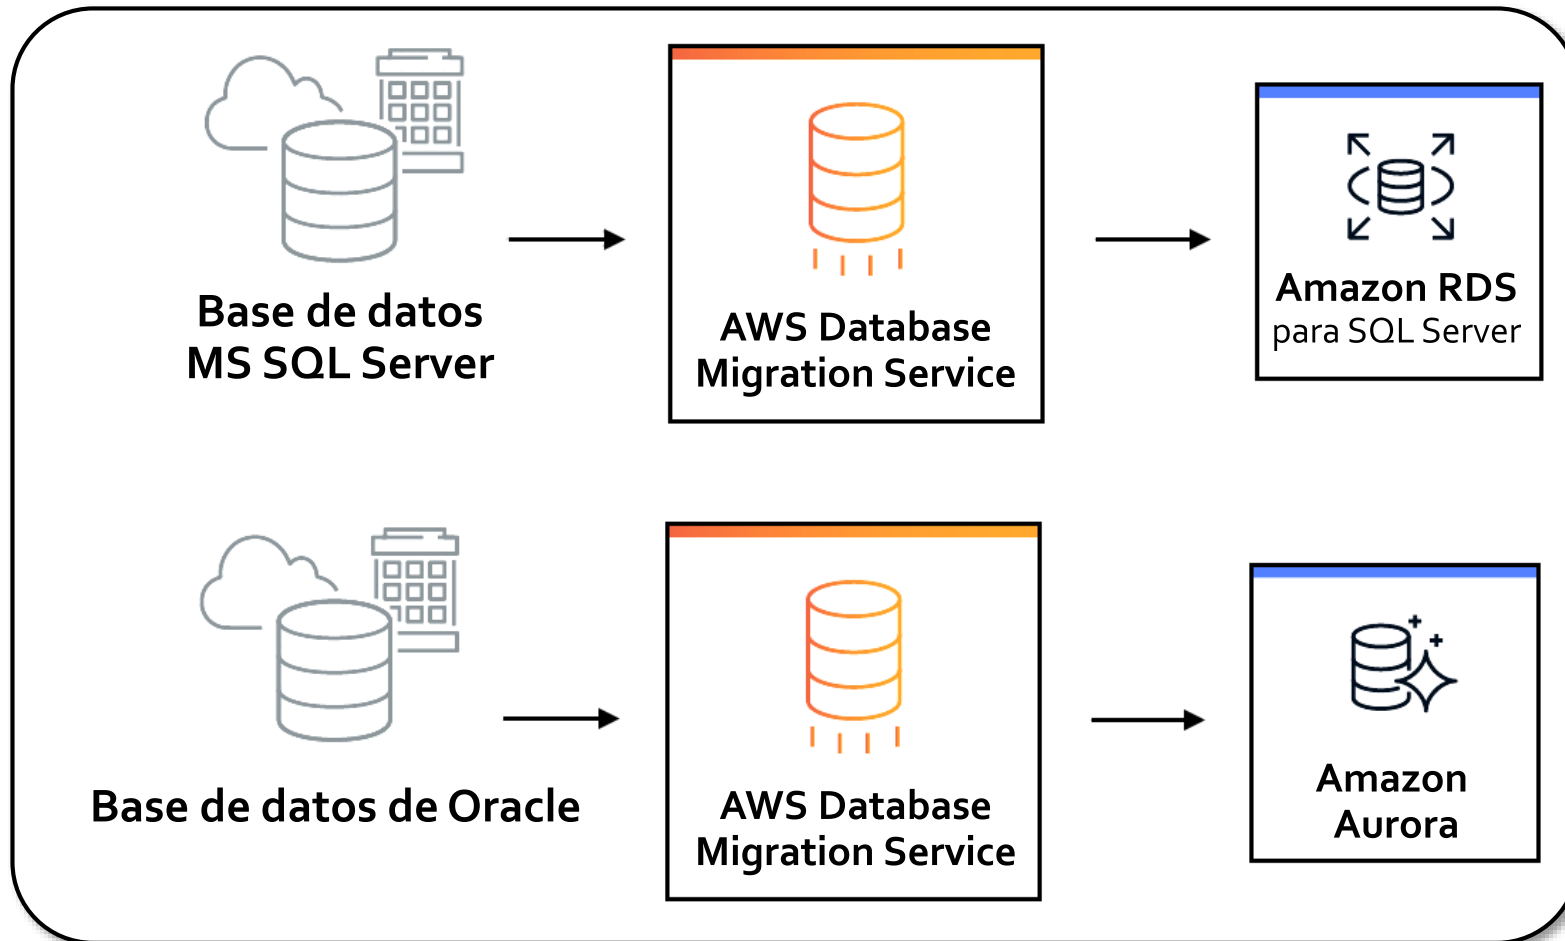 Base de datos
MS SQL Server
AWS Database
Migration Service
Amazon RDS
para SQL Server
Base de datos de Oracle
AWS Database
Migration Service
Amazon
Aurora